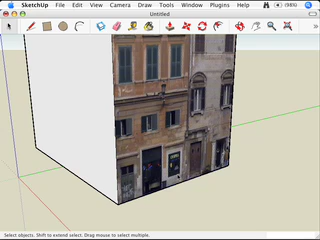 SketchUp File Edit View Camera Draw Tools Window Plugins Help (98%)
Untitled
»
Select objects. Shift to extend select. Drag mouse to select multiple.